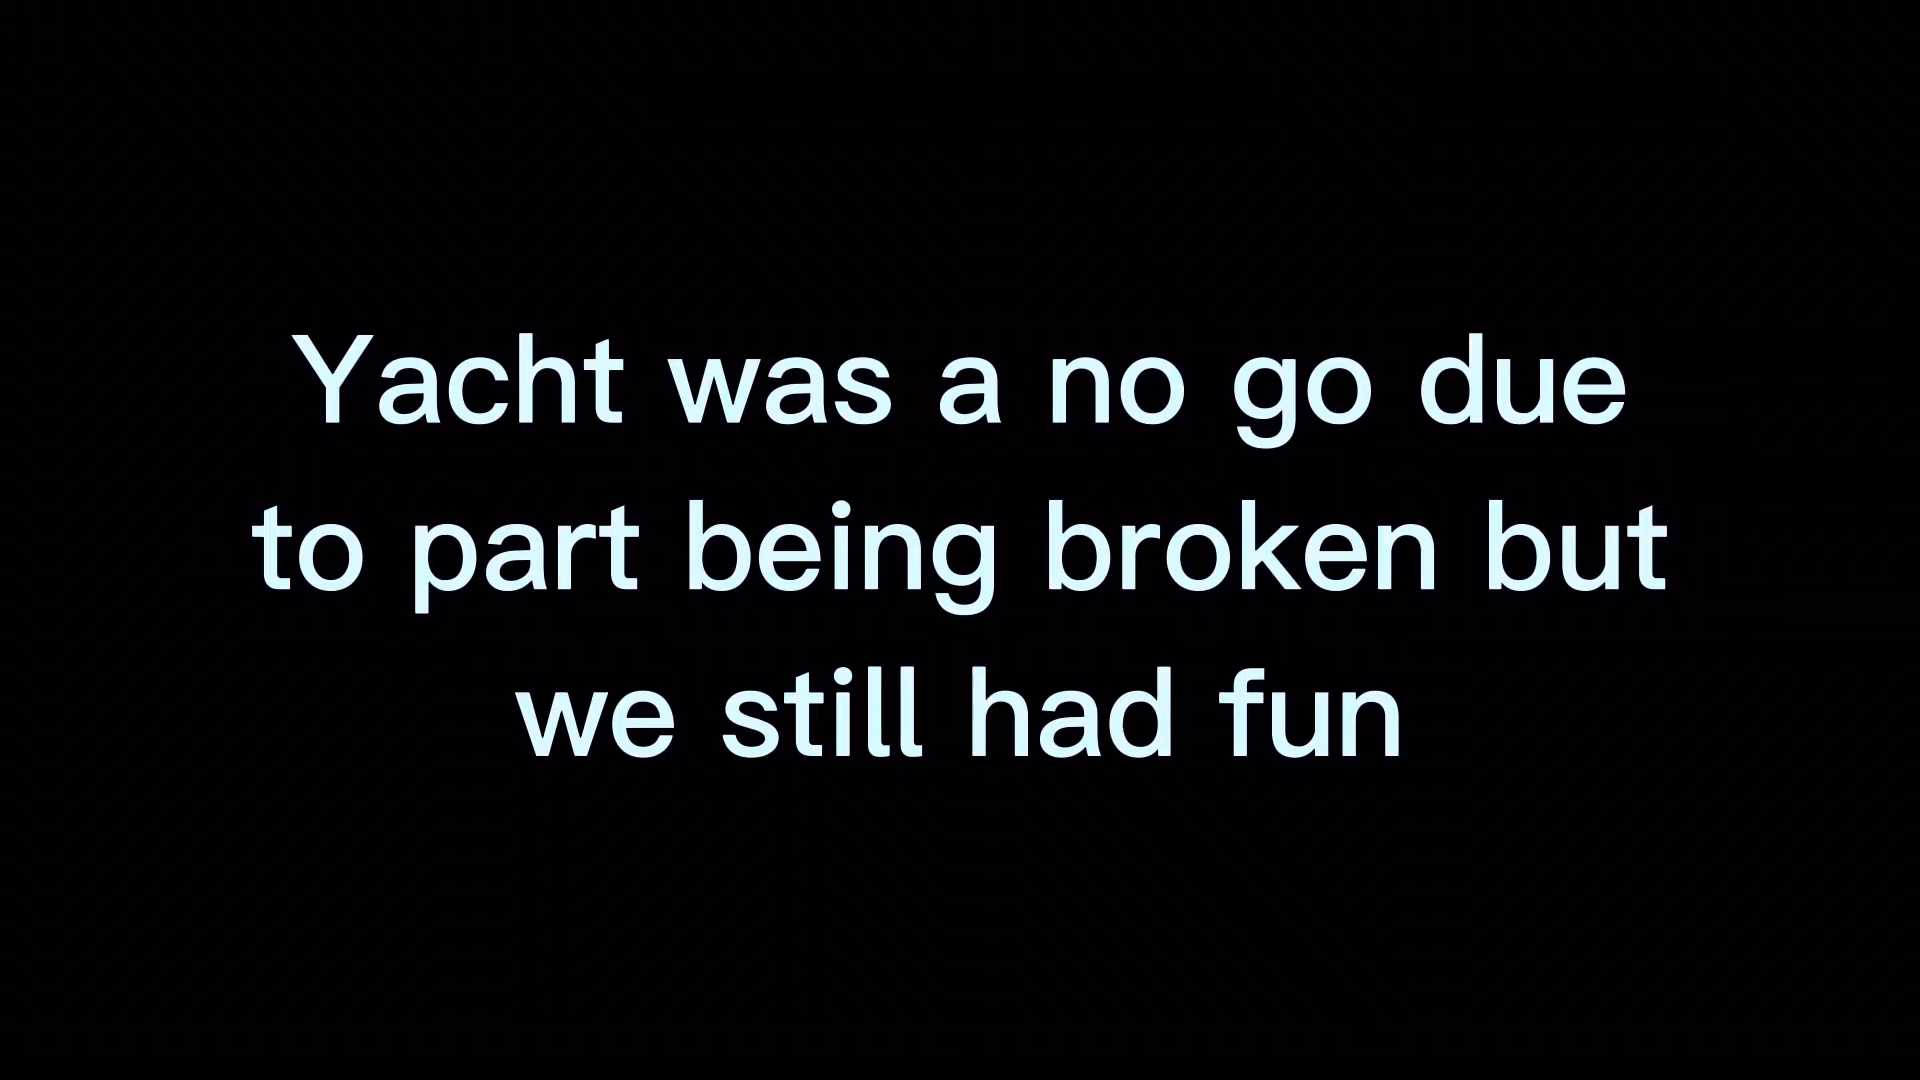 Yacht was a no go due
to part being broken but
we still had fun